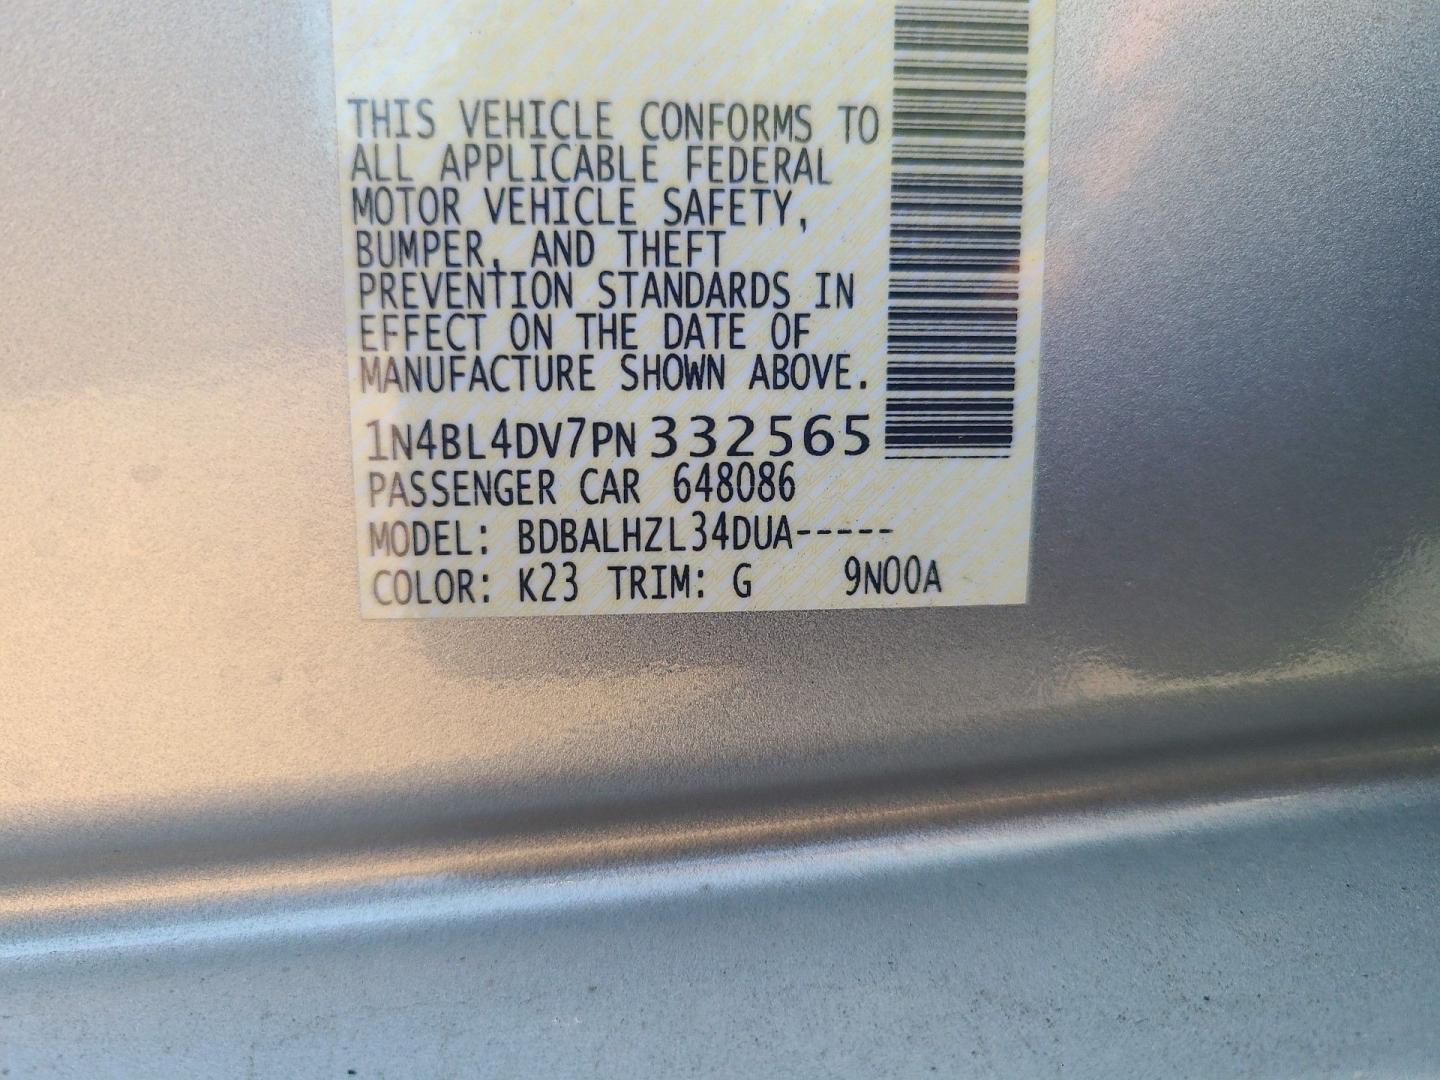 THIS VEHICLE CONFORMS TO
ALL APPLICABLE FEDERAL
MOTOR VEHICLE SAFETY,
BUMPER, AND THEFT
PREVENTION STANDARDS IN
EFFECT ON THE DATE OF
MANUFACTURE SHOWN ABOVE.
1N4BL4DV7PN332565
PASSENGER CAR 648086
MODEL: BDBALHZL34DUA-----
COLOR: K23 TRIM: G 9N00A